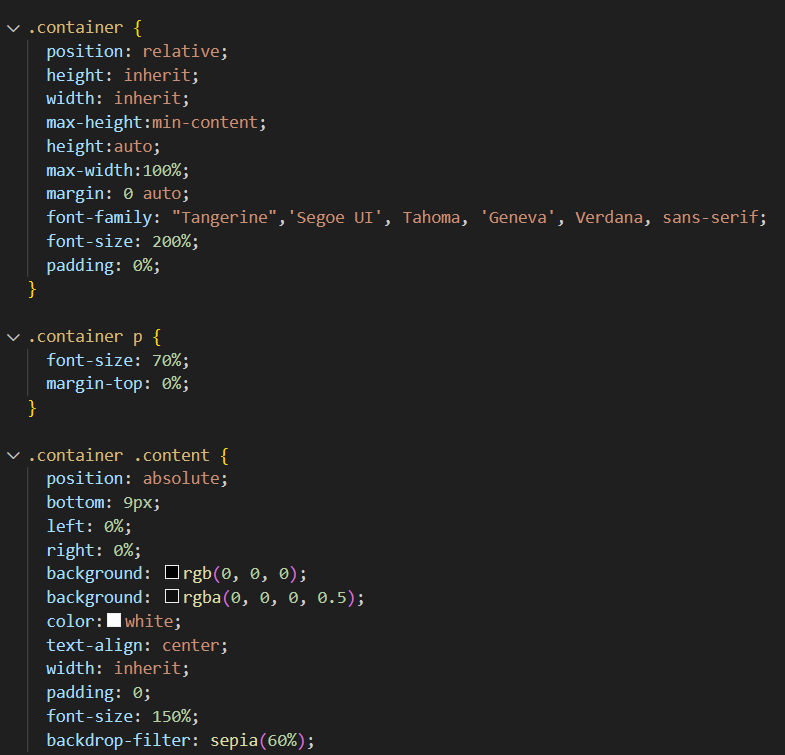 .container {
position: relative;
height: inherit;
width: inherit;
max-height:min-content;
height:auto;
max-width:100%;
margin: 0 auto;
font-family: "Tangerine",'Segoe UI', Tahoma, 'Geneva', Verdana, sans-serif;
font-size: 200%;
padding: 0%;
}
.container p {
font-size: 70%;
margin-top: 0%;
}
.container .content {
position: absolute;
bottom: 9px;
left: 0%;
right: 0%;
background: rgb(0, 0, 0);
background: rgba(0, 0, 0, 0.5);
color:white;
text-align: center;
width: inherit;
padding: 0;
font-size: 150%;
backdrop-filter: sepia(60%);